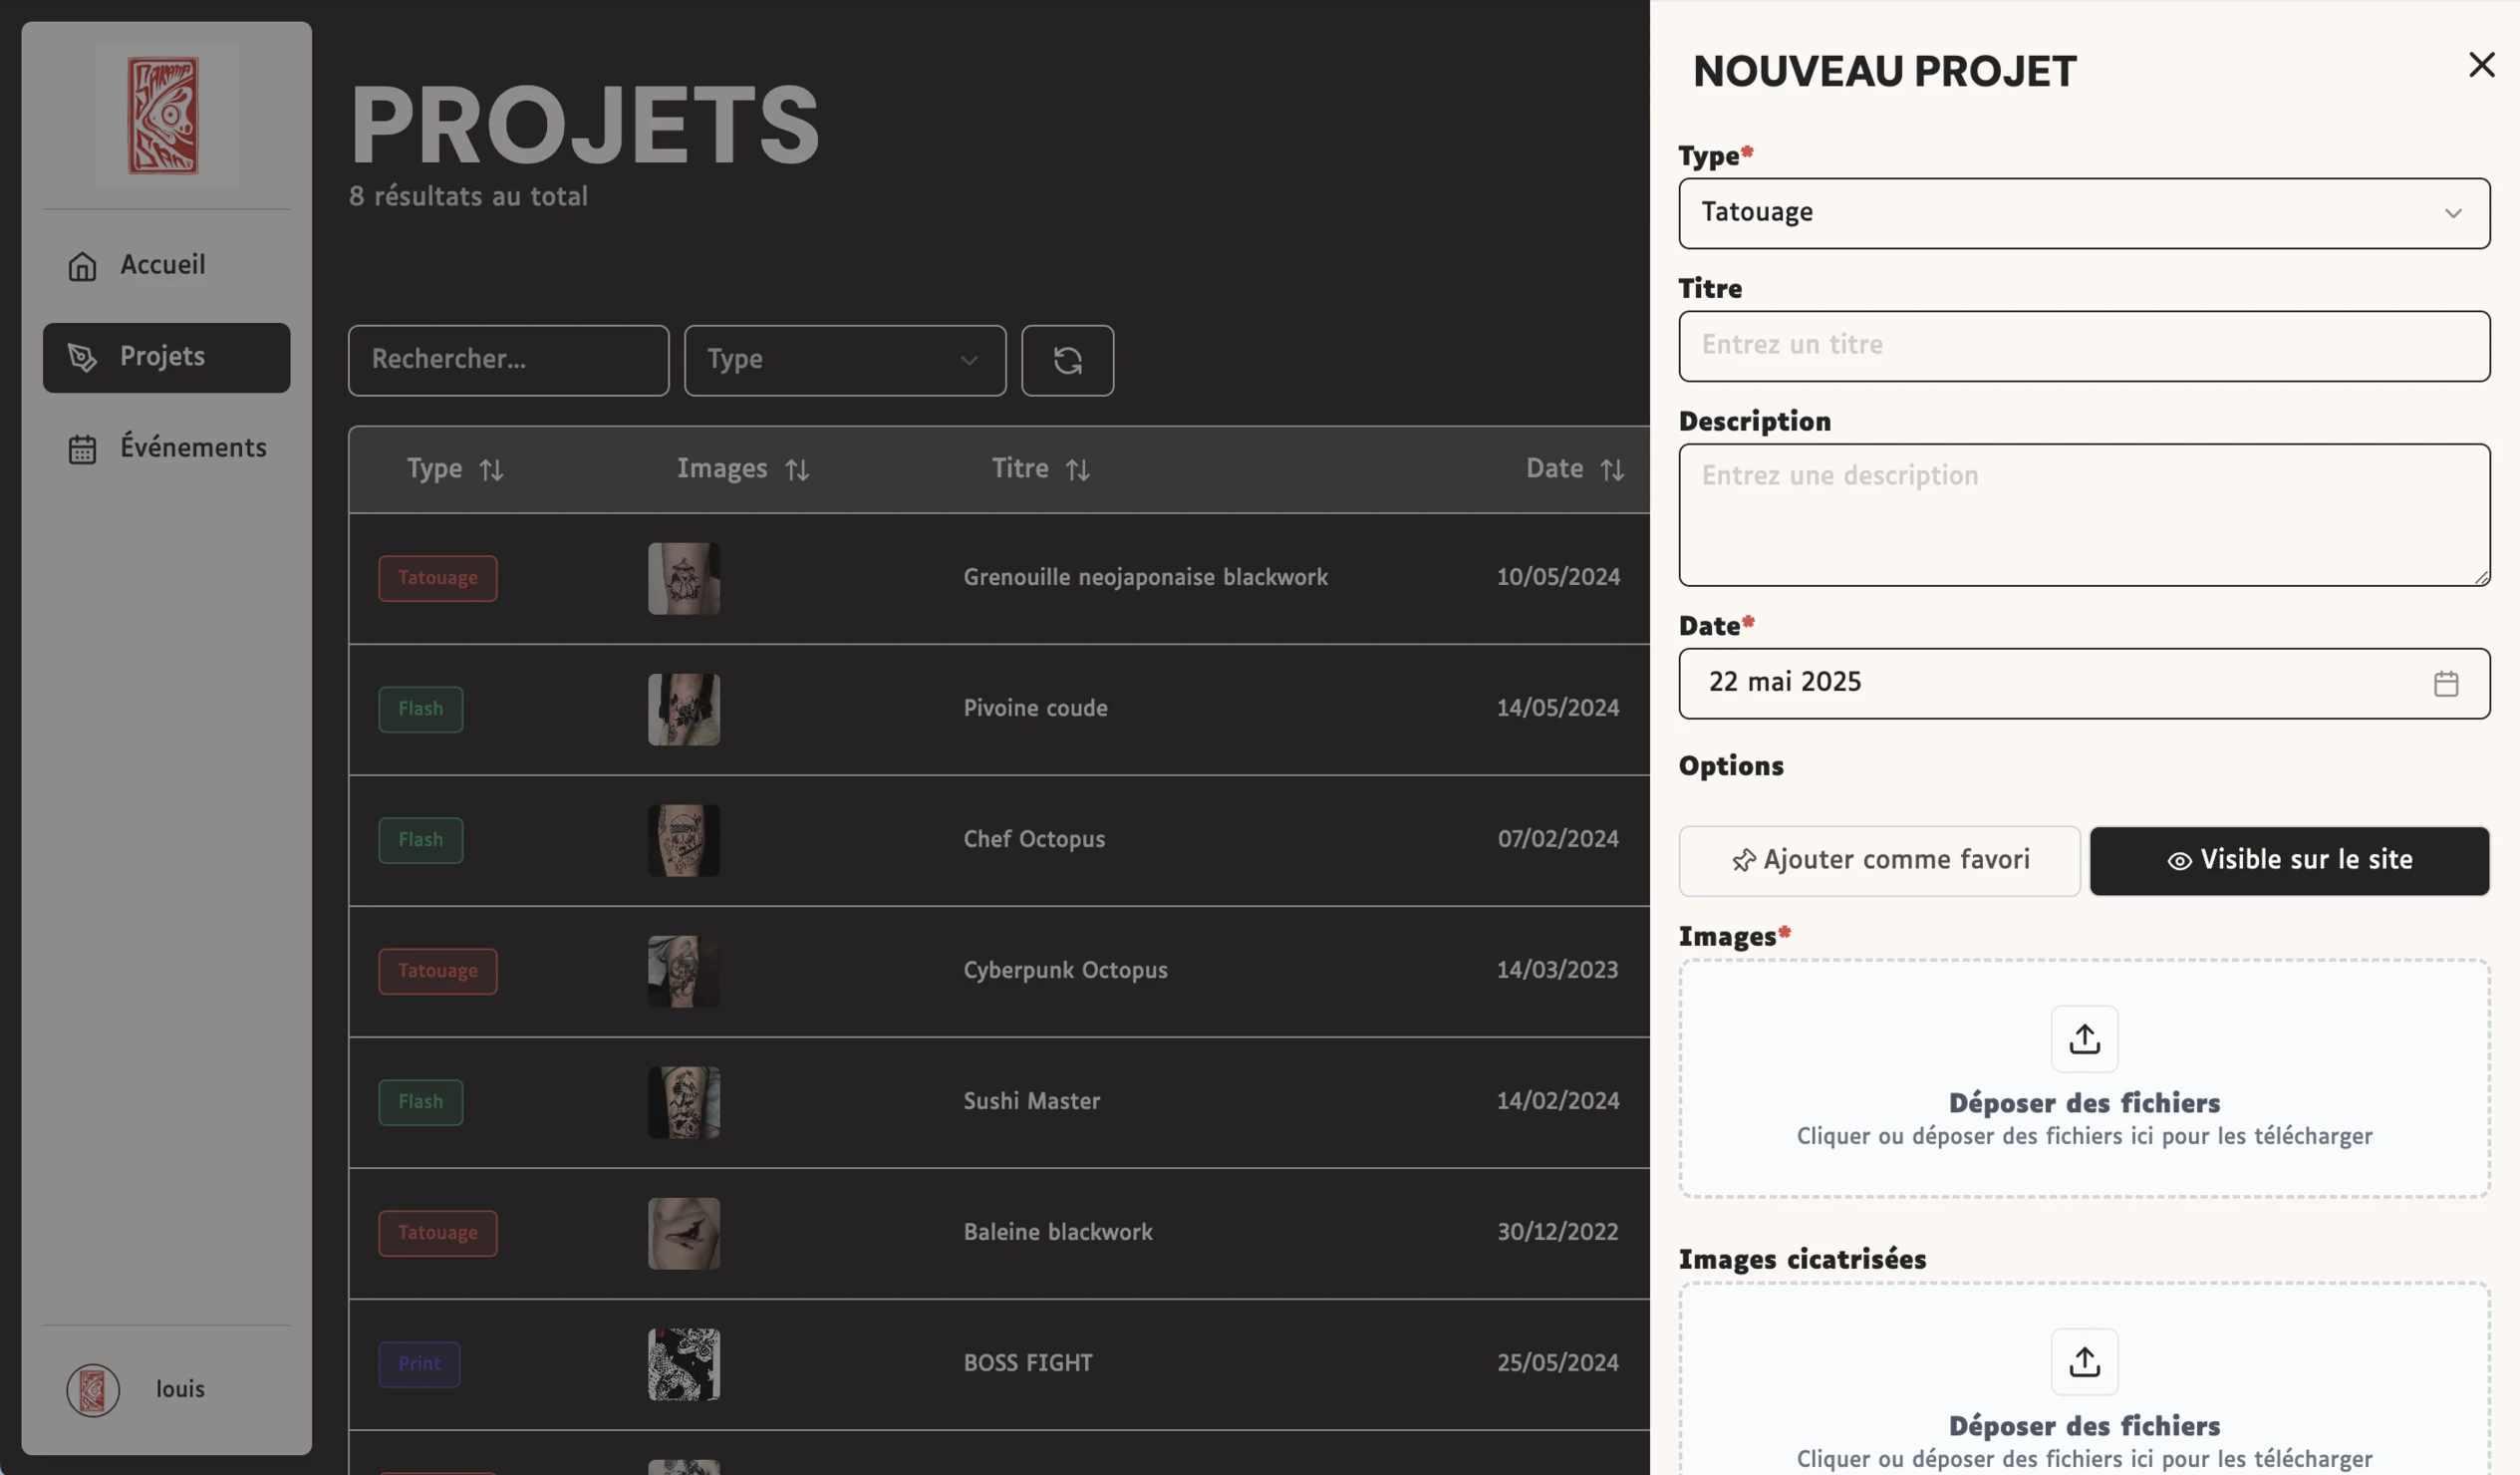 Accueil
Projets
Événements
louis
PROJETS
8 résultats au total
Rechercher...
Type
Type Images Titre Date
Tatouage Grenouille neojaponaise blackwork 10/05/2024
Flash Pivoine coude 14/05/2024
Flash Chef Octopus 07/02/2024
Tatouage Cyberpunk Octopus 14/03/2023
Flash Sushi Master 14/02/2024
Tatouage Baleine blackwork 30/12/2022
Print BOSS FIGHT 25/05/2024
NOUVEAU PROJET
Type*
Tatouage
Titre
Entrez un titre
Description
Entrez une description
Date*
22 mai 2025
Options
Ajouter comme favori Visible sur le site
Images*
Déposer des fichiers
Cliquer ou déposer des fichiers ici pour les télécharger
Images cicatrisées
Déposer des fichiers
Cliquer ou déposer des fichiers ici pour les télécharger